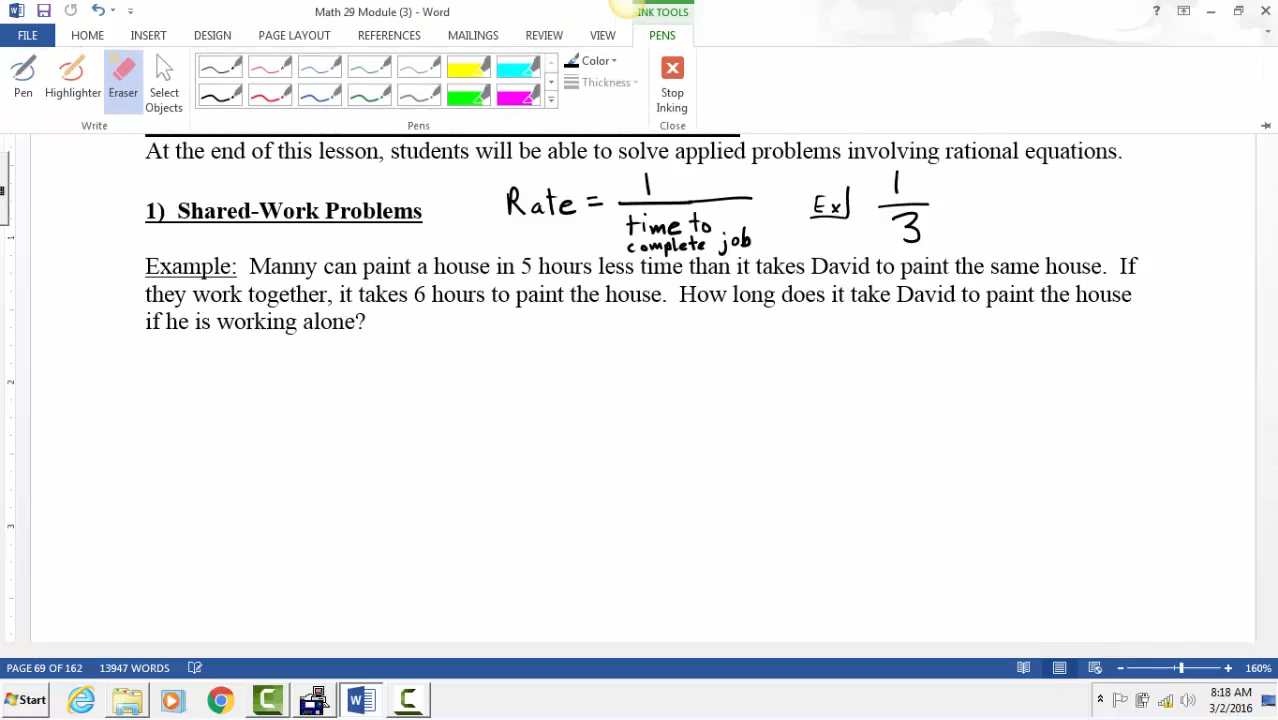 Math 29 Module (3) - Word
INK TOOLS
FILE HOME INSERT DESIGN PAGE LAYOUT REFERENCES MAILINGS REVIEW VIEW PENS
Pen Highlighter Eraser Select Objects
Color
Thickness
Stop Inking
Write Pens Close
At the end of this lesson, students will be able to solve applied problems involving rational equations.
1) Shared-Work Problems
Rate = 1
time to
complete job
Ex 1
3
Example: Manny can paint a house in 5 hours less time than it takes David to paint the same house. If
they work together, it takes 6 hours to paint the house. How long does it take David to paint the house
if he is working alone?
1
2
3
PAGE 69 OF 162 13947 WORDS 160%
Start 8:18 AM
3/2/2016